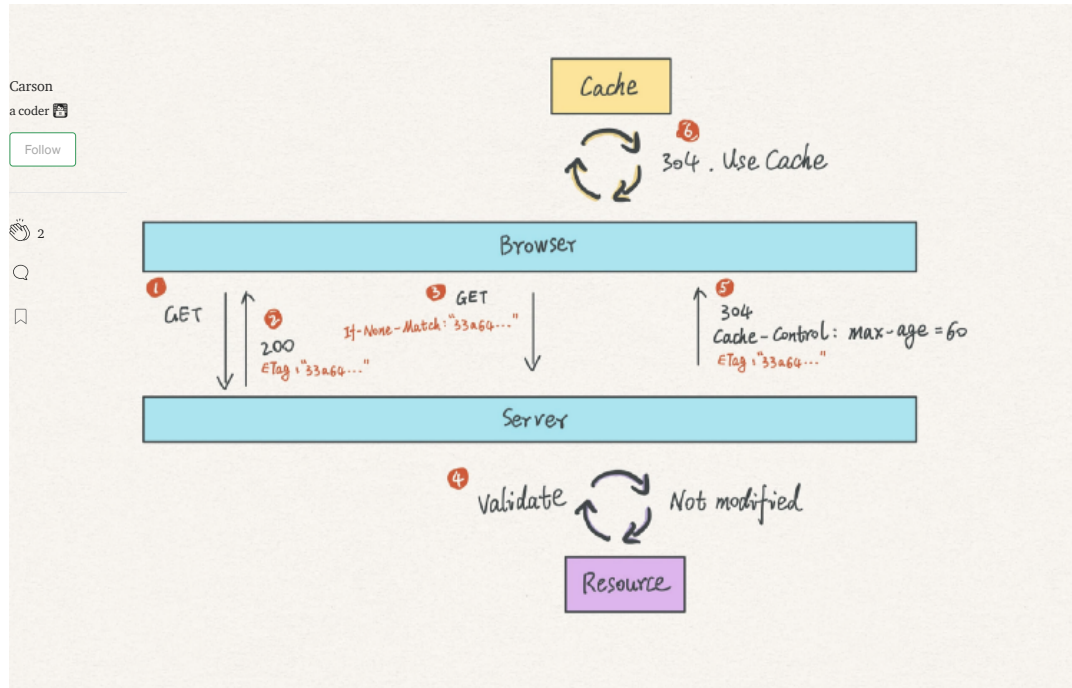 Carson
a coder
Follow
2
Cache
6
304. Use Cache
Browser
1
GET
2
200
ETag:"33a64..."
3
GET
If-None-Match:"33a64..."
5
304
Cache-Control: max-age=60
ETag:"33a64..."
Server
4
Validate
Not modified
Resource